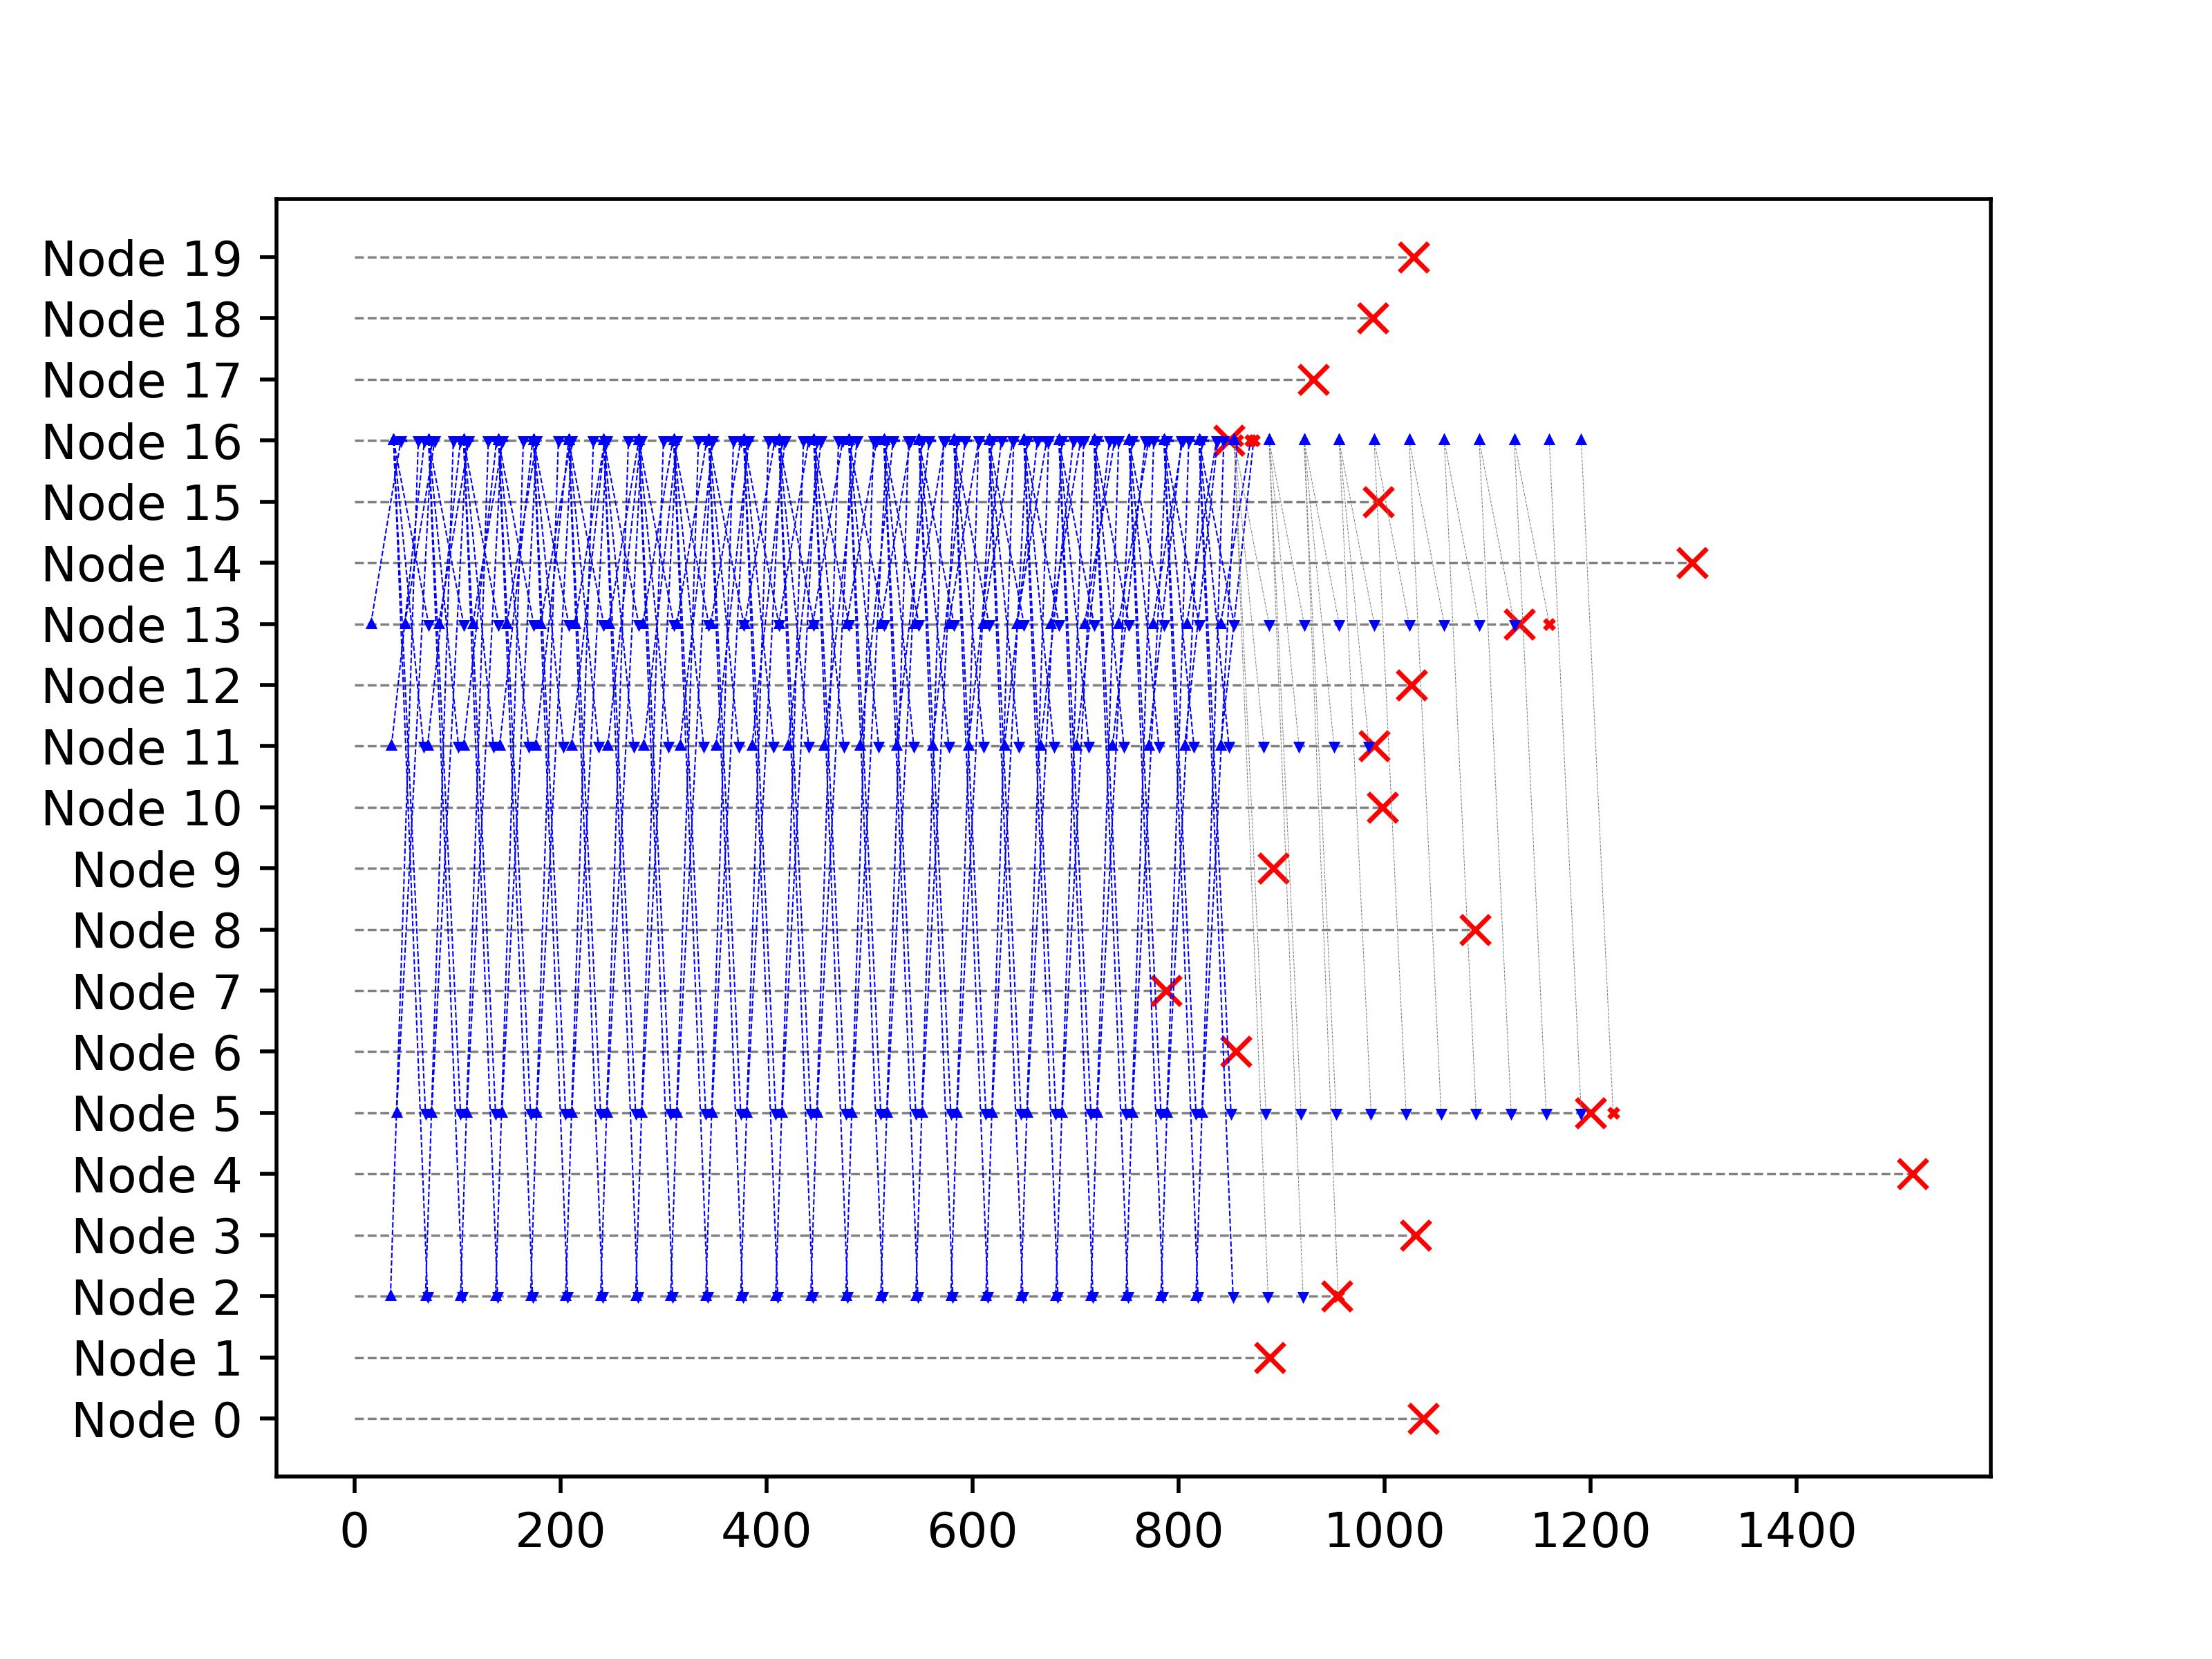 Node 19
Node 18
Node 17
Node 16
Node 15
Node 14
Node 13
Node 12
Node 11
Node 10
Node 9
Node 8
Node 7
Node 6
Node 5
Node 4
Node 3
Node 2
Node 1
Node 0
0 200 400 600 800 1000 1200 1400